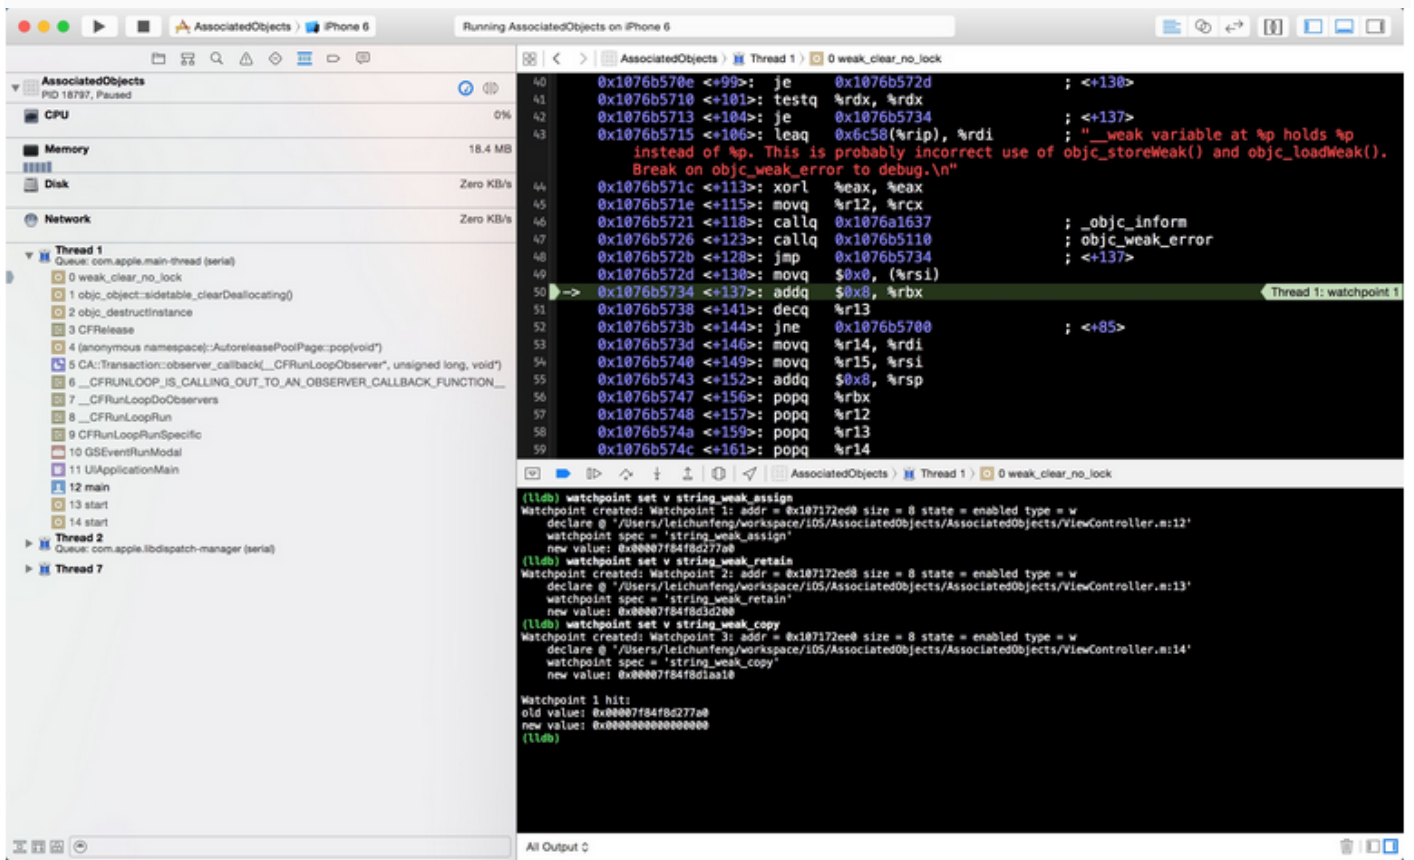 AssociatedObjects
iPhone 6
Running AssociatedObjects on iPhone 6
AssociatedObjects
PID 18797, Paused
CPU
0%
Memory
18.4 MB
Disk
Zero KB/s
Network
Zero KB/s
Thread 1
Queue: com.apple.main-thread (serial)
0 weak_clear_no_lock
1 objc_object::sidetable_clearDeallocating()
2 objc_destructInstance
3 CFRelease
4 (anonymous namespace)::AutoreleasePoolPage::pop(void*)
5 CA::Transaction::observer_callback(__CFRunLoopObserver*, unsigned long, void*)
6 __CFRUNLOOP_IS_CALLING_OUT_TO_AN_OBSERVER_CALLBACK_FUNCTION__
7 __CFRunLoopDoObservers
8 __CFRunLoopRun
9 CFRunLoopRunSpecific
10 GSEventRunModal
11 UIApplicationMain
12 main
13 start
14 start
Thread 2
Queue: com.apple.libdispatch-manager (serial)
Thread 7
AssociatedObjects Thread 1 0 weak_clear_no_lock
40 0x1076b570e <+99>: je 0x1076b572d ; <+130>
41 0x1076b5710 <+101>: testq %rdx, %rdx
42 0x1076b5713 <+104>: je 0x1076b5734 ; <+137>
43 0x1076b5715 <+106>: leaq 0x6c58(%rip), %rdi ; "__weak variable at %p holds %p
instead of %p. This is probably incorrect use of objc_storeWeak() and objc_loadWeak().
Break on objc_weak_error to debug.\n"
44 0x1076b571c <+113>: xorl %eax, %eax
45 0x1076b571e <+115>: movq %r12, %rcx
46 0x1076b5721 <+118>: callq 0x1076a1637 ; _objc_inform
47 0x1076b5726 <+123>: callq 0x1076b5110 ; objc_weak_error
48 0x1076b572b <+128>: jmp 0x1076b5734 ; <+137>
49 0x1076b572d <+130>: movq $0x0, (%rsi)
50 -> 0x1076b5734 <+137>: addq $0x8, %rbx Thread 1: watchpoint 1
51 0x1076b5738 <+141>: decq %r13
52 0x1076b573b <+144>: jne 0x1076b5700 ; <+85>
53 0x1076b573d <+146>: movq %r14, %rdi
54 0x1076b5740 <+149>: movq %r15, %rsi
55 0x1076b5743 <+152>: addq $0x8, %rsp
56 0x1076b5747 <+156>: popq %rbx
57 0x1076b5748 <+157>: popq %r12
58 0x1076b574a <+159>: popq %r13
59 0x1076b574c <+161>: popq %r14
AssociatedObjects Thread 1 0 weak_clear_no_lock
(lldb) watchpoint set v string_weak_assign
Watchpoint created: Watchpoint 1: addr = 0x107172ed0 size = 8 state = enabled type = w
declare @ '/Users/leichunfeng/workspace/iOS/AssociatedObjects/AssociatedObjects/ViewController.m:12'
watchpoint spec = 'string_weak_assign'
new value: 0x00007f84f8d277a0
(lldb) watchpoint set v string_weak_retain
Watchpoint created: Watchpoint 2: addr = 0x107172ed8 size = 8 state = enabled type = w
declare @ '/Users/leichunfeng/workspace/iOS/AssociatedObjects/AssociatedObjects/ViewController.m:13'
watchpoint spec = 'string_weak_retain'
new value: 0x00007f84f8d3d200
(lldb) watchpoint set v string_weak_copy
Watchpoint created: Watchpoint 3: addr = 0x107172ee0 size = 8 state = enabled type = w
declare @ '/Users/leichunfeng/workspace/iOS/AssociatedObjects/AssociatedObjects/ViewController.m:14'
watchpoint spec = 'string_weak_copy'
new value: 0x00007f84f8d1aa10
Watchpoint 1 hit:
old value: 0x00007f84f8d277a0
new value: 0x0000000000000000
(lldb)
All Output